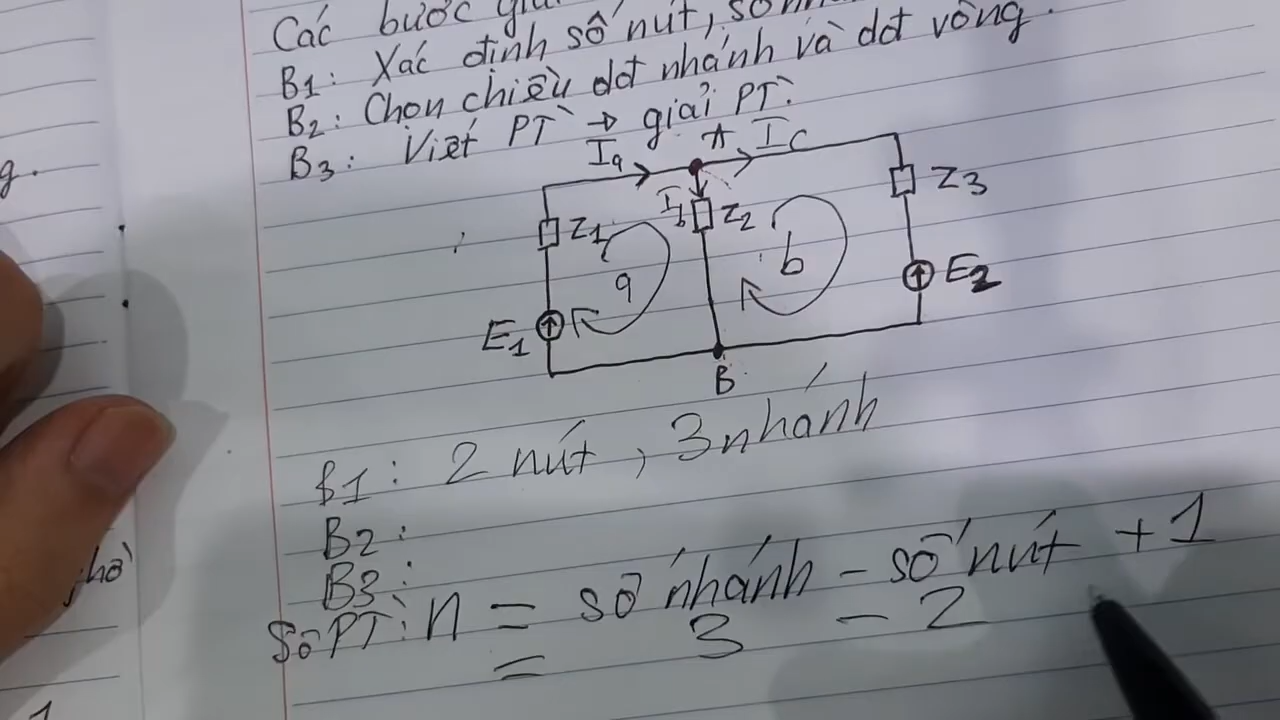 Các bước
B1: Xác định số nút, số
B2: Chọn chiều dđ nhánh và dđ vòng.
B3: Viết PT → giải PT.
g.
Ia A Ic
Z1 Ib Z2 Z3
a b
E1 E2
B
B1: 2 nút, 3 nhánh
B2:
B3:
Số PT: n = số nhánh - số nút + 1
= 3 - 2